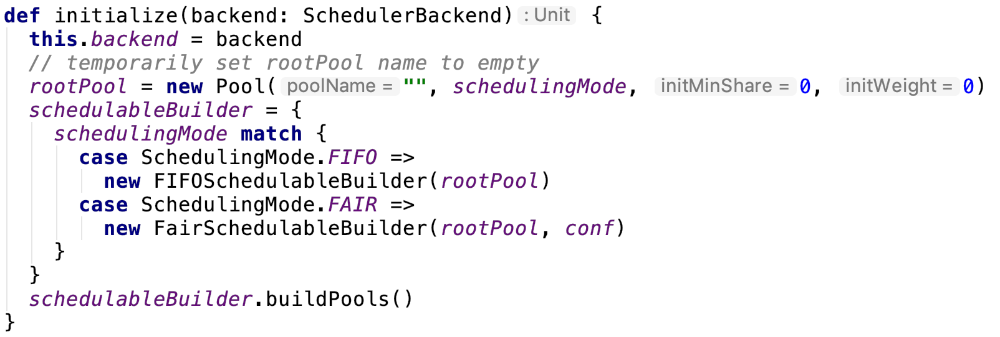 def initialize(backend: SchedulerBackend) : Unit {
  this.backend = backend
  // temporarily set rootPool name to empty
  rootPool = new Pool( poolName = "", schedulingMode, initMinShare = 0, initWeight = 0)
  schedulableBuilder = {
    schedulingMode match {
      case SchedulingMode.FIFO =>
        new FIFOSchedulableBuilder(rootPool)
      case SchedulingMode.FAIR =>
        new FairSchedulableBuilder(rootPool, conf)
    }
  }
  schedulableBuilder.buildPools()
}